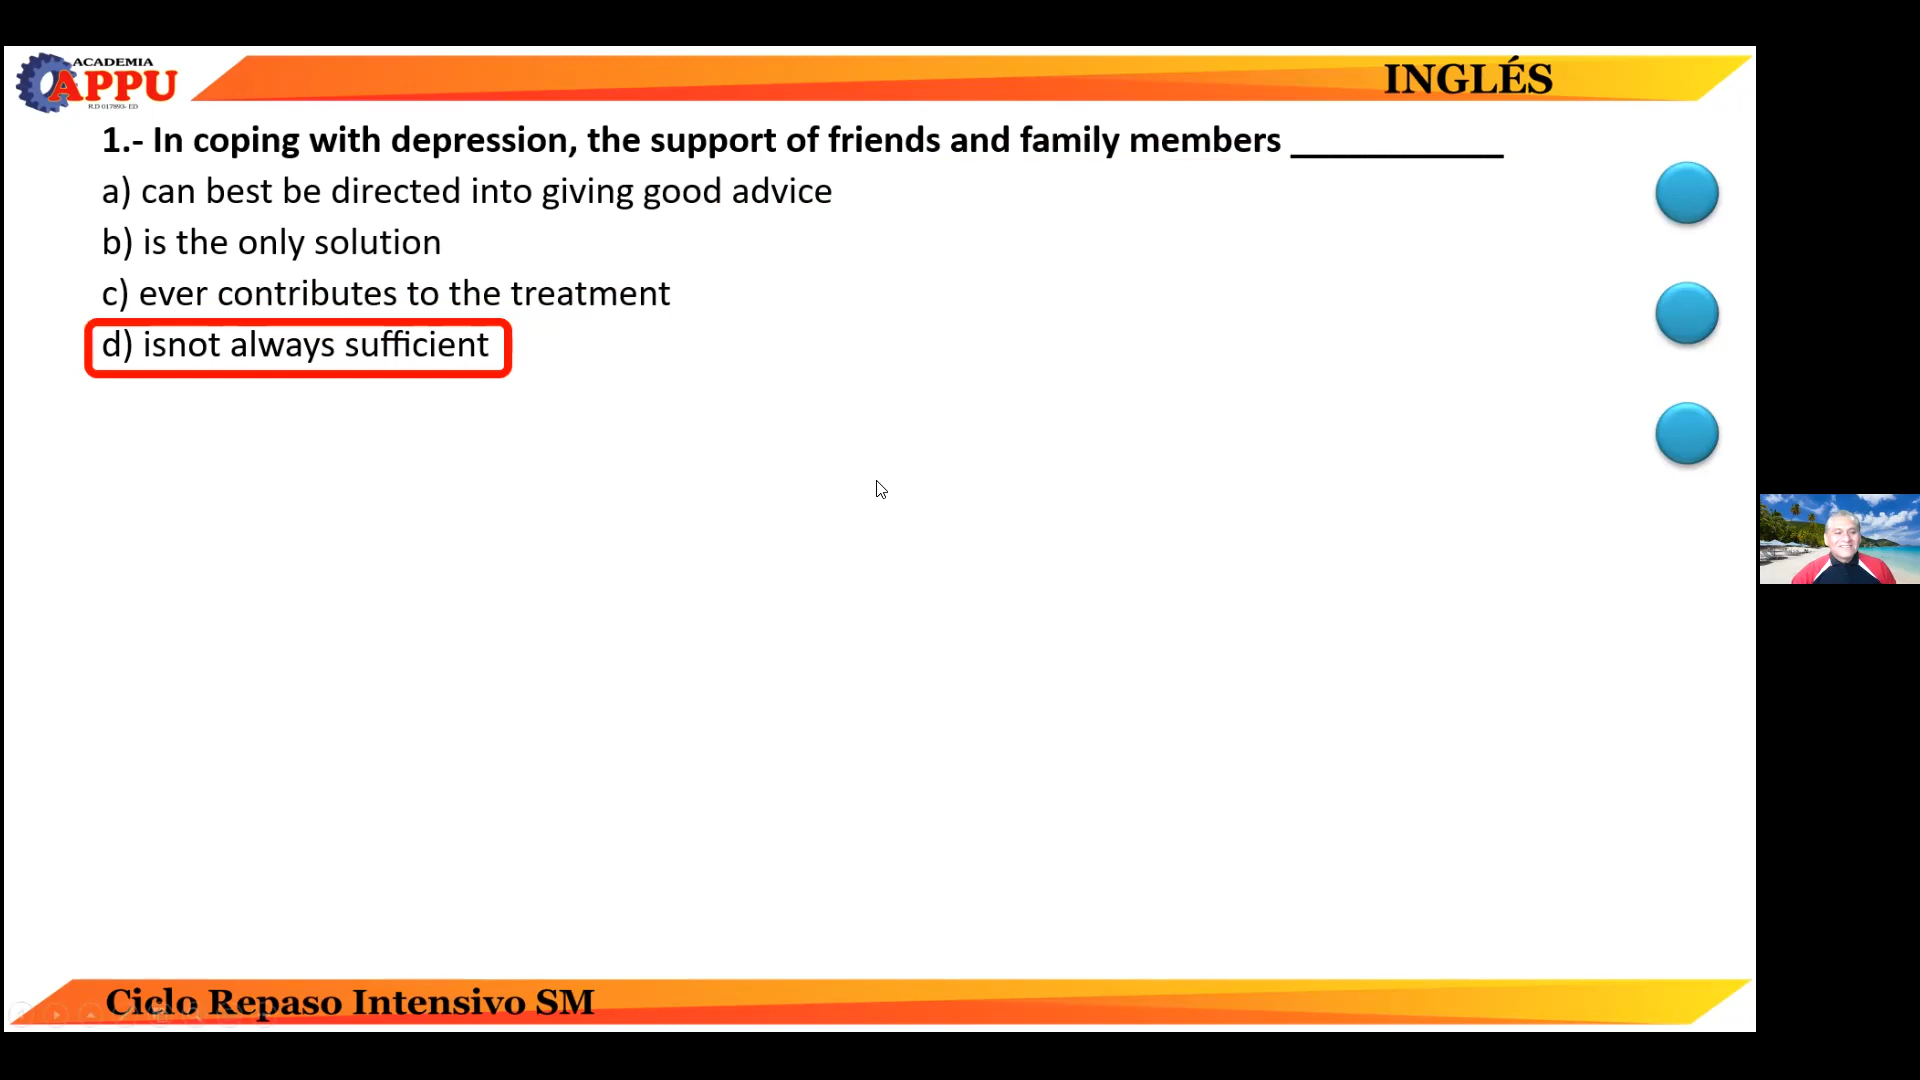 ACADEMIA
APPU
R.D 017893- ED
INGLÉS
1.- In coping with depression, the support of friends and family members ___________
a) can best be directed into giving good advice
b) is the only solution
c) ever contributes to the treatment
d) isnot always sufficient
Ciclo Repaso Intensivo SM